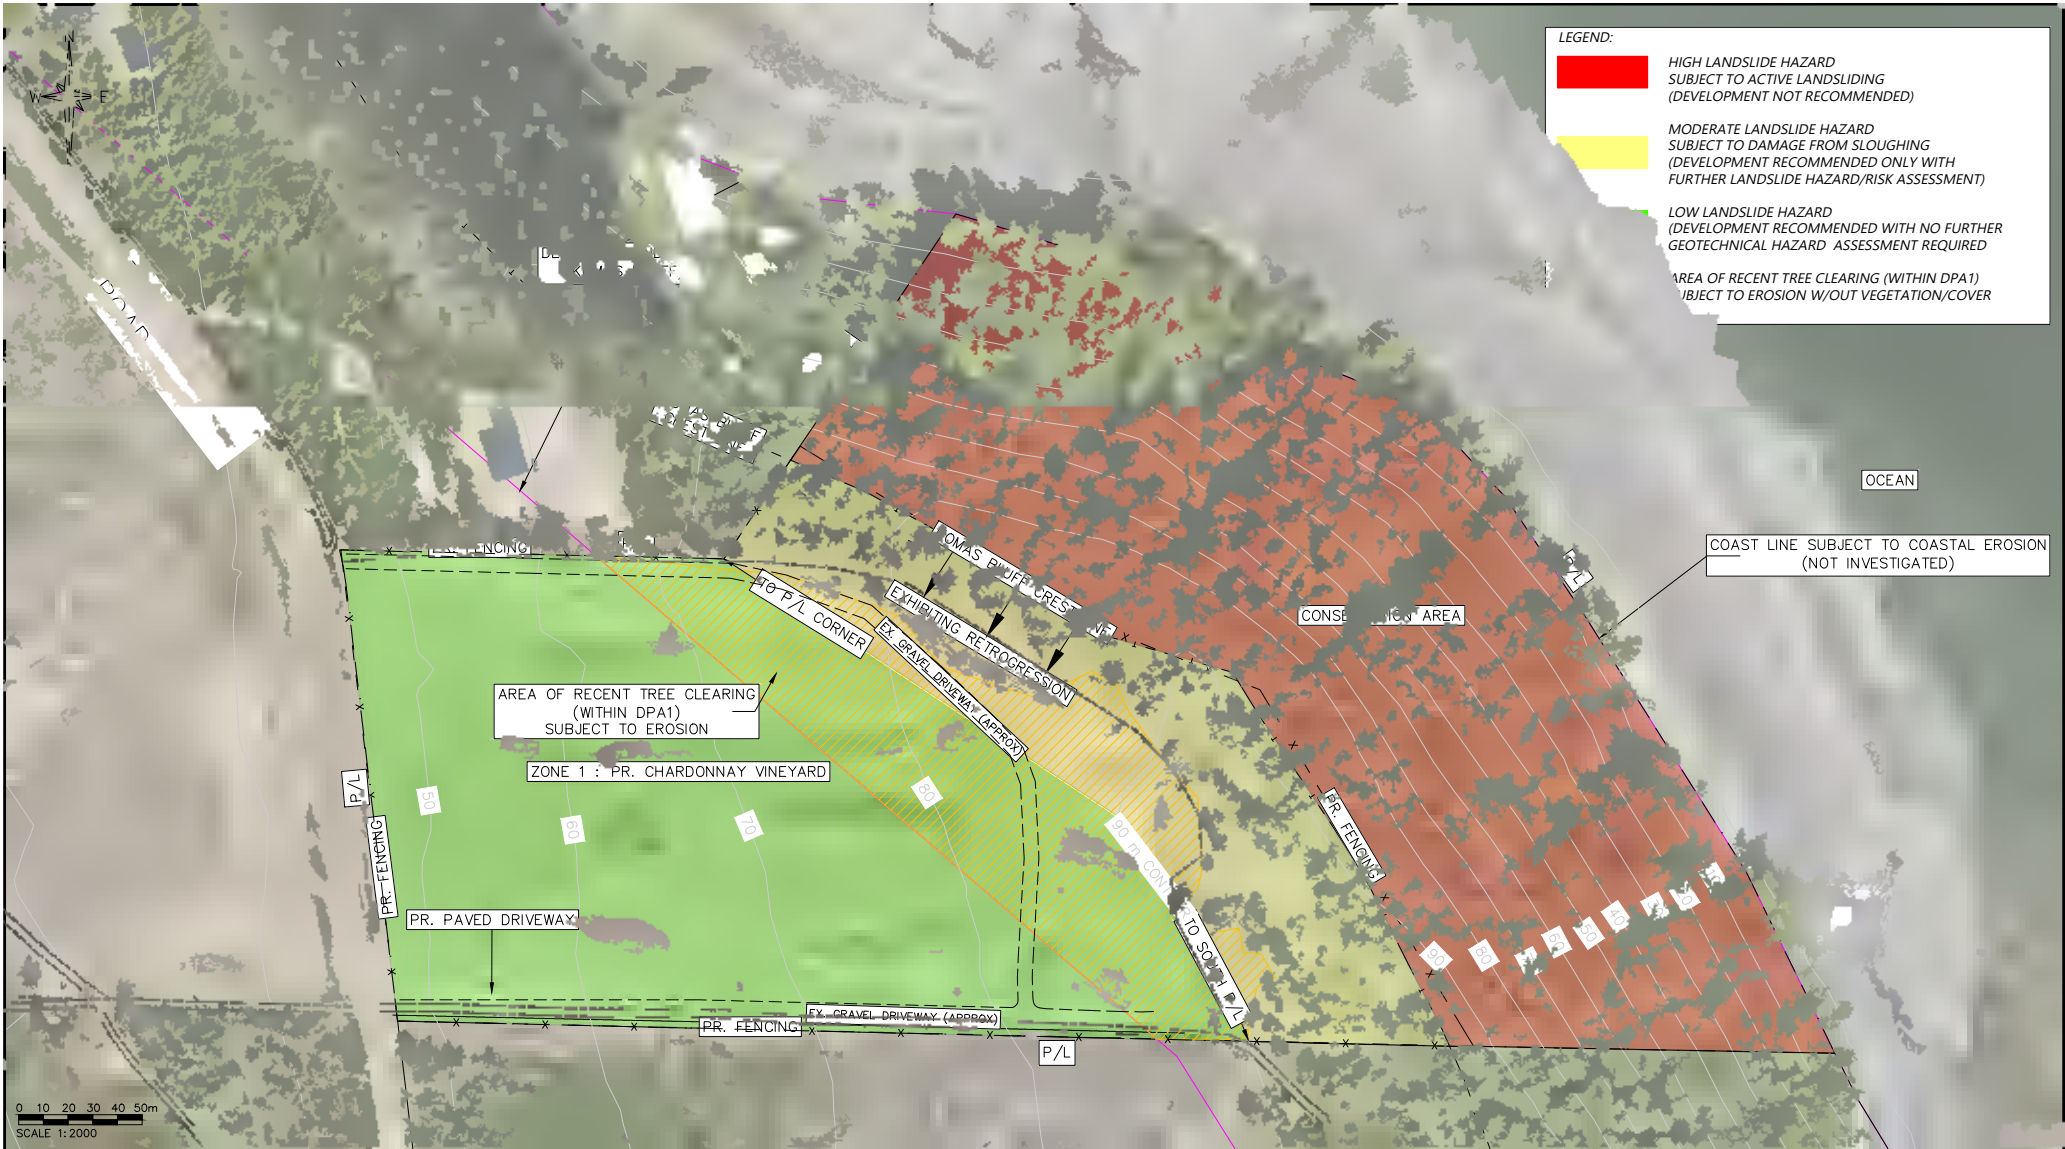 LEGEND:
HIGH LANDSLIDE HAZARD
SUBJECT TO ACTIVE LANDSLIDING
(DEVELOPMENT NOT RECOMMENDED)
MODERATE LANDSLIDE HAZARD
SUBJECT TO DAMAGE FROM SLOUGHING
(DEVELOPMENT RECOMMENDED ONLY WITH
FURTHER LANDSLIDE HAZARD/RISK ASSESSMENT)
LOW LANDSLIDE HAZARD
(DEVELOPMENT RECOMMENDED WITH NO FURTHER
GEOTECHNICAL HAZARD ASSESSMENT REQUIRED
AREA OF RECENT TREE CLEARING (WITHIN DPA1)
SUBJECT TO EROSION W/OUT VEGETATION/COVER
N
W
E
ROAD
OCEAN
COAST LINE SUBJECT TO COASTAL EROSION
(NOT INVESTIGATED)
P/L
AREA
FENCING
BLUFF CREST
EXHIBITING RETROGRESSION
TO P/L CORNER
EX. GRAVEL DRIVEWAY (APPROX)
AREA OF RECENT TREE CLEARING
(WITHIN DPA1)
SUBJECT TO EROSION
ZONE 1 : PR. CHARDONNAY VINEYARD
P/L
50
60
70
80
90 m
TO SOUTH P/L
PR. FENCING
PR. FENCING
PR. PAVED DRIVEWAY
90
80
60
50
40
EX. GRAVEL DRIVEWAY (APPROX)
PR. FENCING
P/L
0 10 20 30 40 50m
SCALE 1:2000